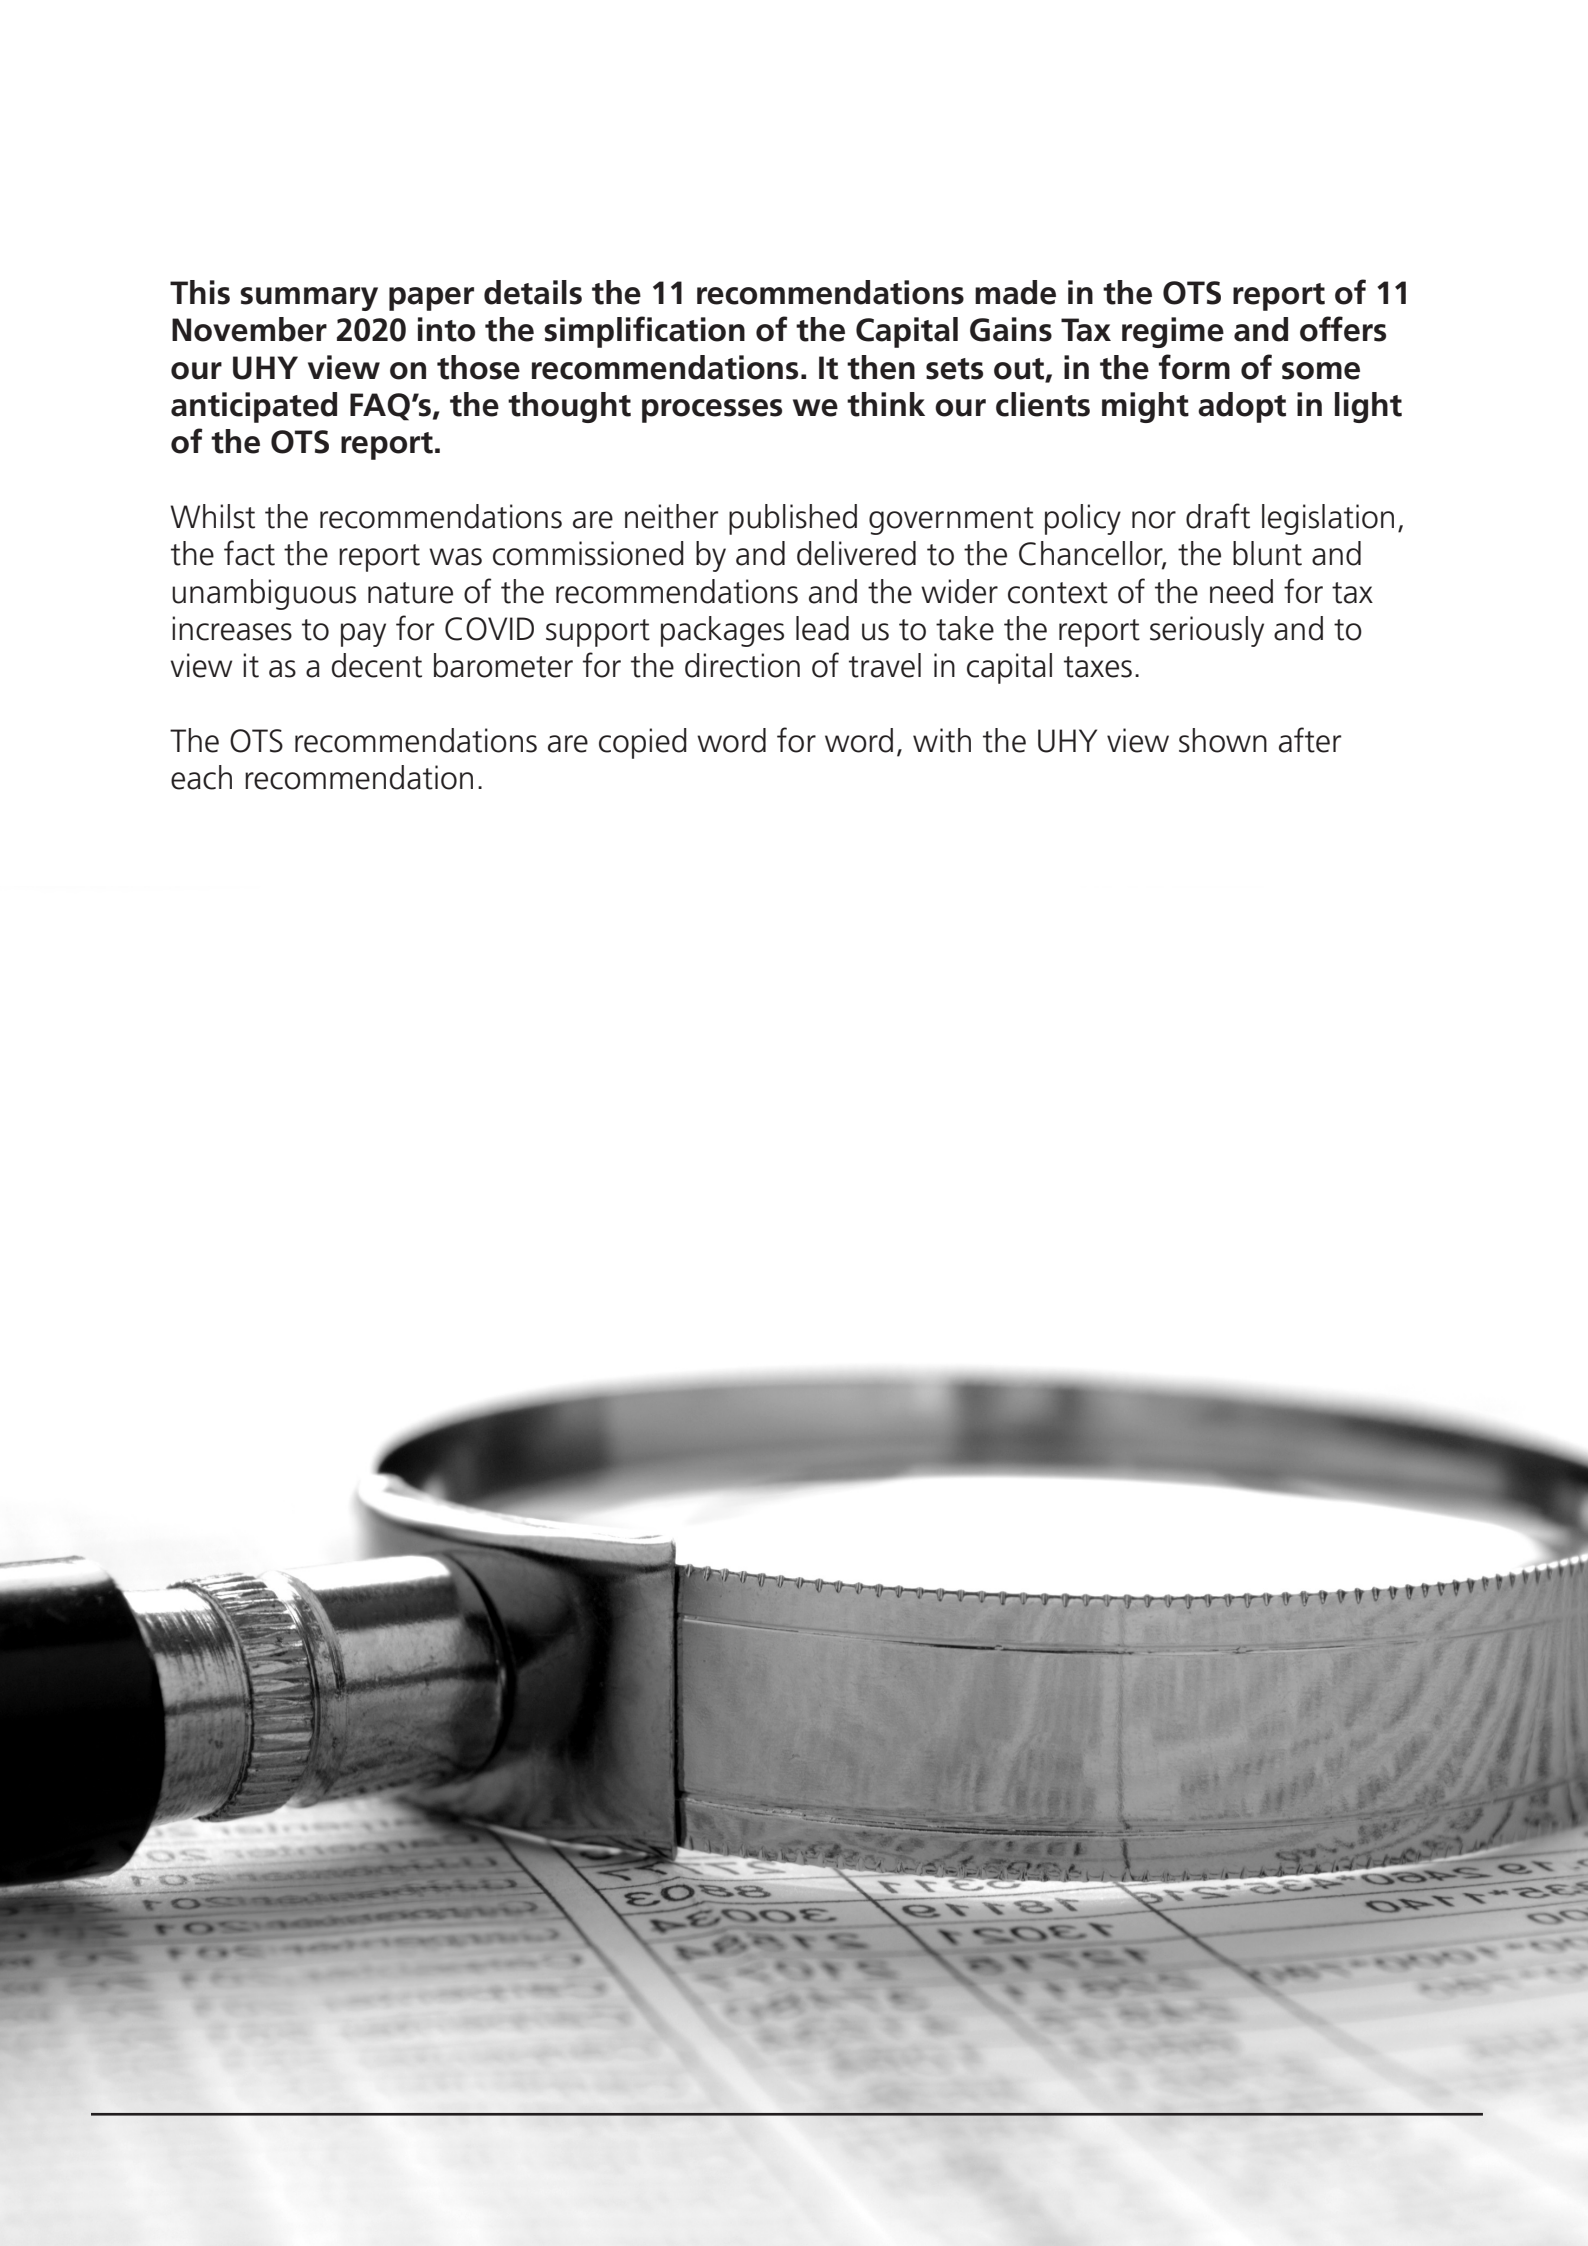 This summary paper details the 11 recommendations made in the OTS report of 11
November 2020 into the simplification of the Capital Gains Tax regime and offers
our UHY view on those recommendations. It then sets out, in the form of some
anticipated FAQ’s, the thought processes we think our clients might adopt in light
of the OTS report.
Whilst the recommendations are neither published government policy nor draft legislation,
the fact the report was commissioned by and delivered to the Chancellor, the blunt and
unambiguous nature of the recommendations and the wider context of the need for tax
increases to pay for COVID support packages lead us to take the report seriously and to
view it as a decent barometer for the direction of travel in capital taxes.
The OTS recommendations are copied word for word, with the UHY view shown after
each recommendation.